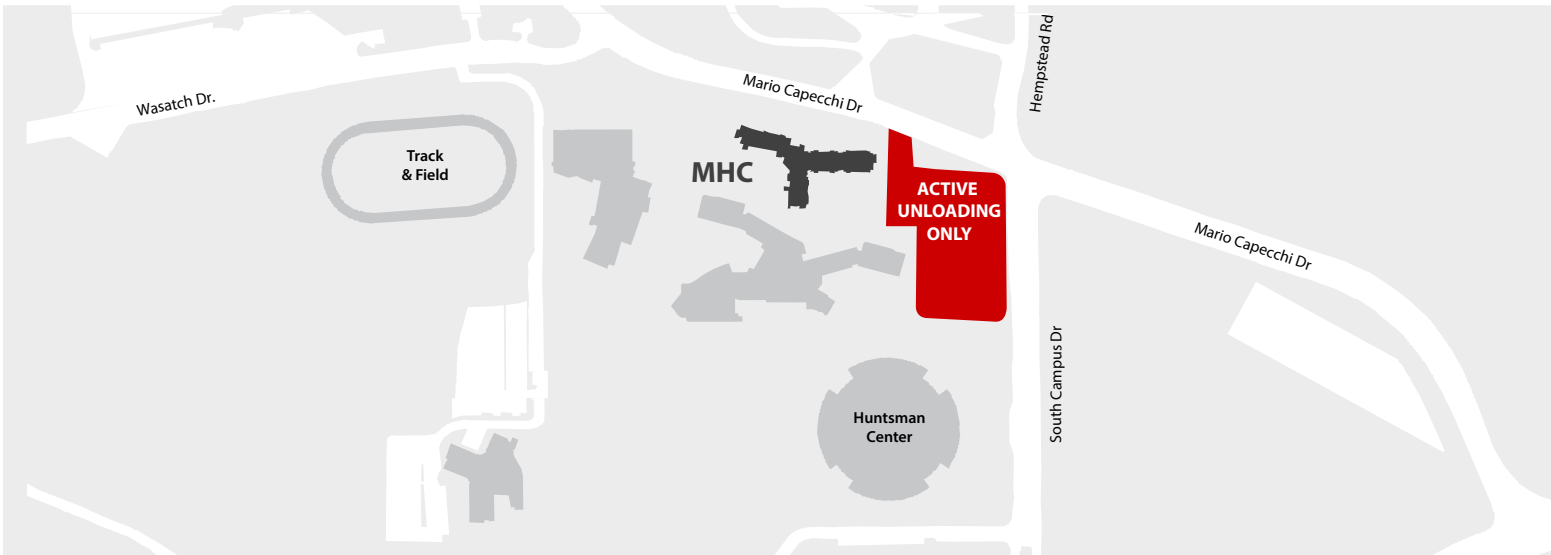 Hempstead Rd
Mario Capecchi Dr
Wasatch Dr.
Track
& Field
MHC
ACTIVE
UNLOADING
ONLY
Mario Capecchi Dr
South Campus Dr
Huntsman
Center